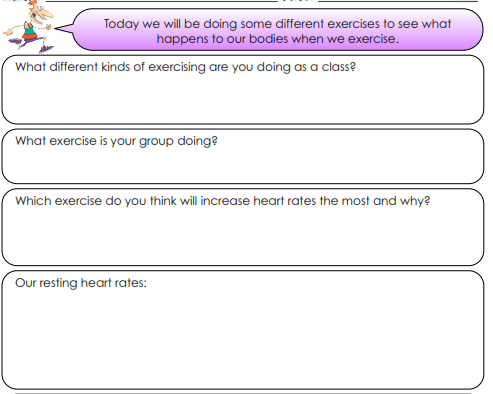 Today we will be doing some different exercises to see what
happens to our bodies when we exercise.
What different kinds of exercising are you doing as a class?
What exercise is your group doing?
Which exercise do you think will increase heart rates the most and why?
Our resting heart rates: